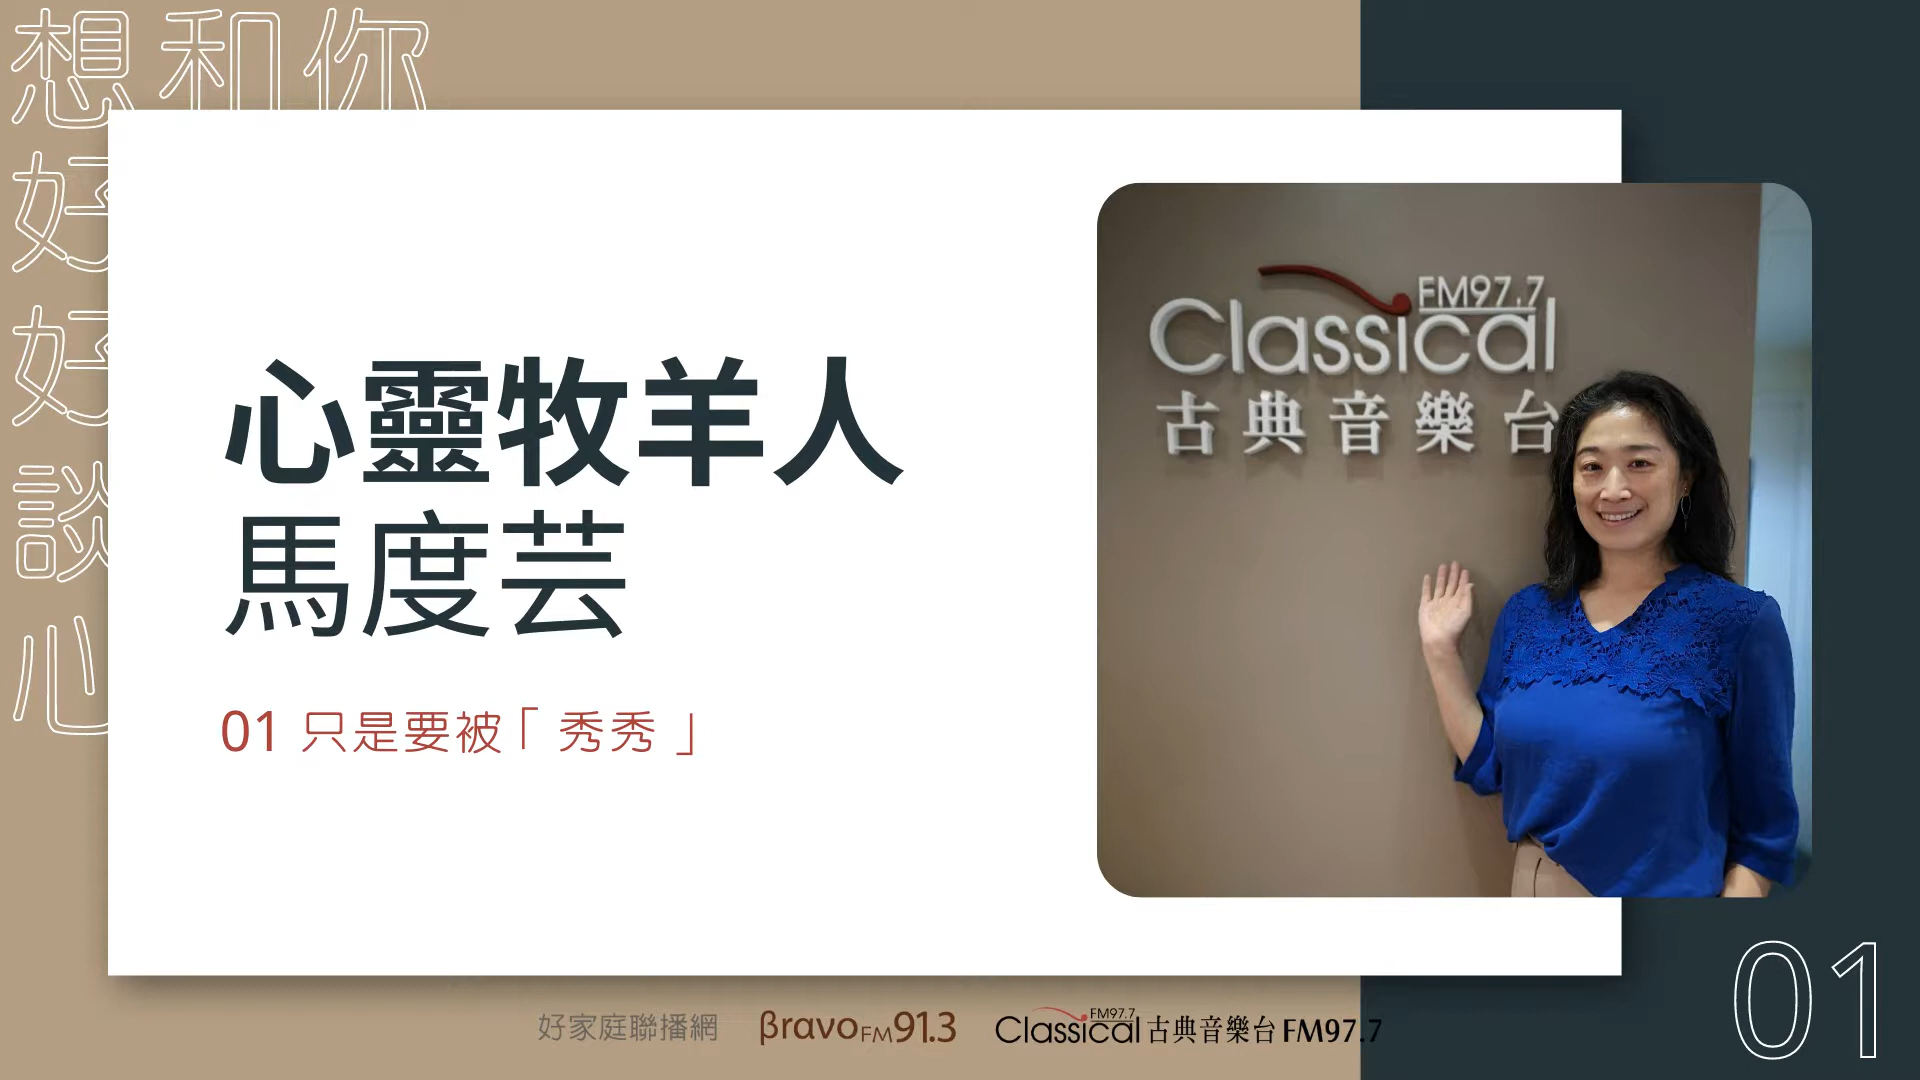 想和你
好
好
談
心
心靈牧羊人
馬度芸
01 只是要被「 秀秀 」
FM97.7
Classical
古典音樂台
01
好家庭聯播網
βravo FM91.3
FM97.7
Classical 古典音樂台 FM97.7